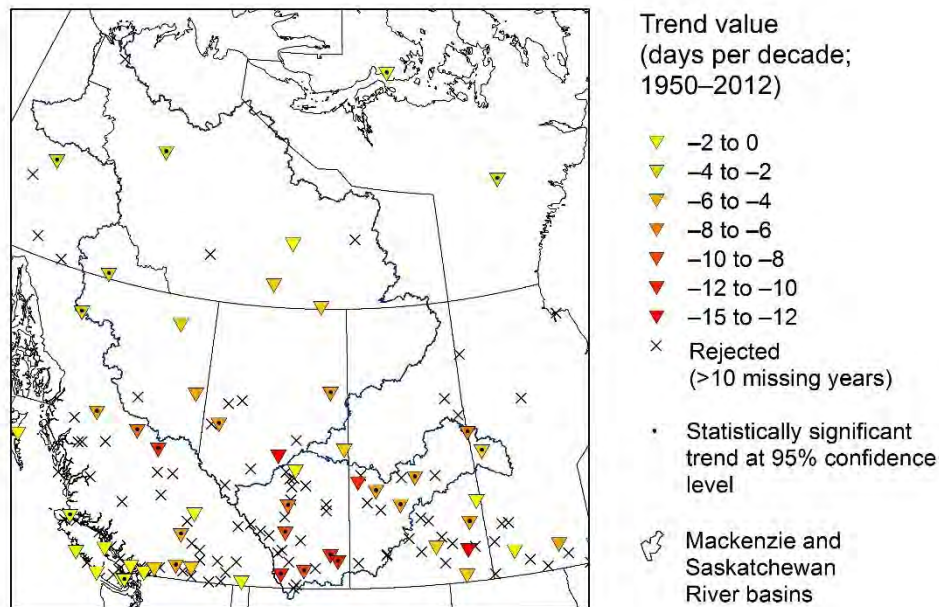 Trend value
(days per decade;
1950–2012)
–2 to 0
–4 to –2
–6 to –4
–8 to –6
–10 to –8
–12 to –10
–15 to –12
Rejected
(>10 missing years)
Statistically significant
trend at 95% confidence
level
Mackenzie and
Saskatchewan
River basins